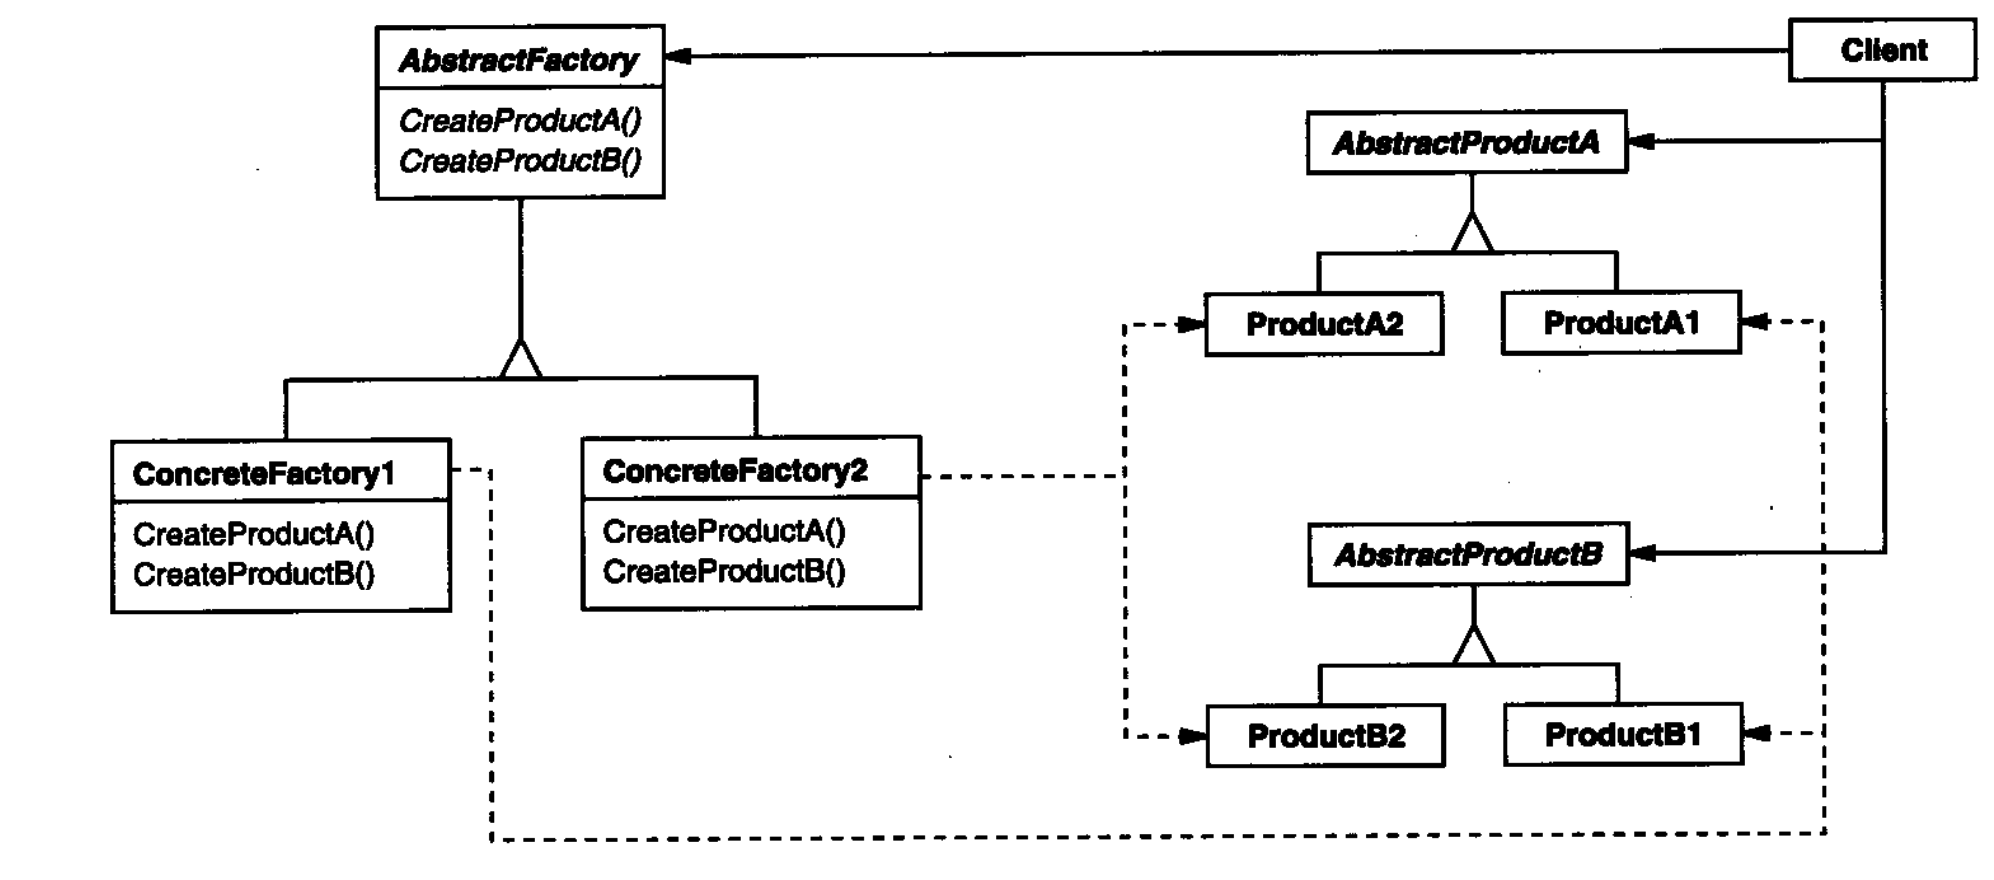 AbstractFactory
CreateProductA()
CreateProductB()
Client
AbstractProductA
ProductA2
ProductA1
ConcreteFactory1
CreateProductA()
CreateProductB()
ConcreteFactory2
CreateProductA()
CreateProductB()
AbstractProductB
ProductB2
ProductB1